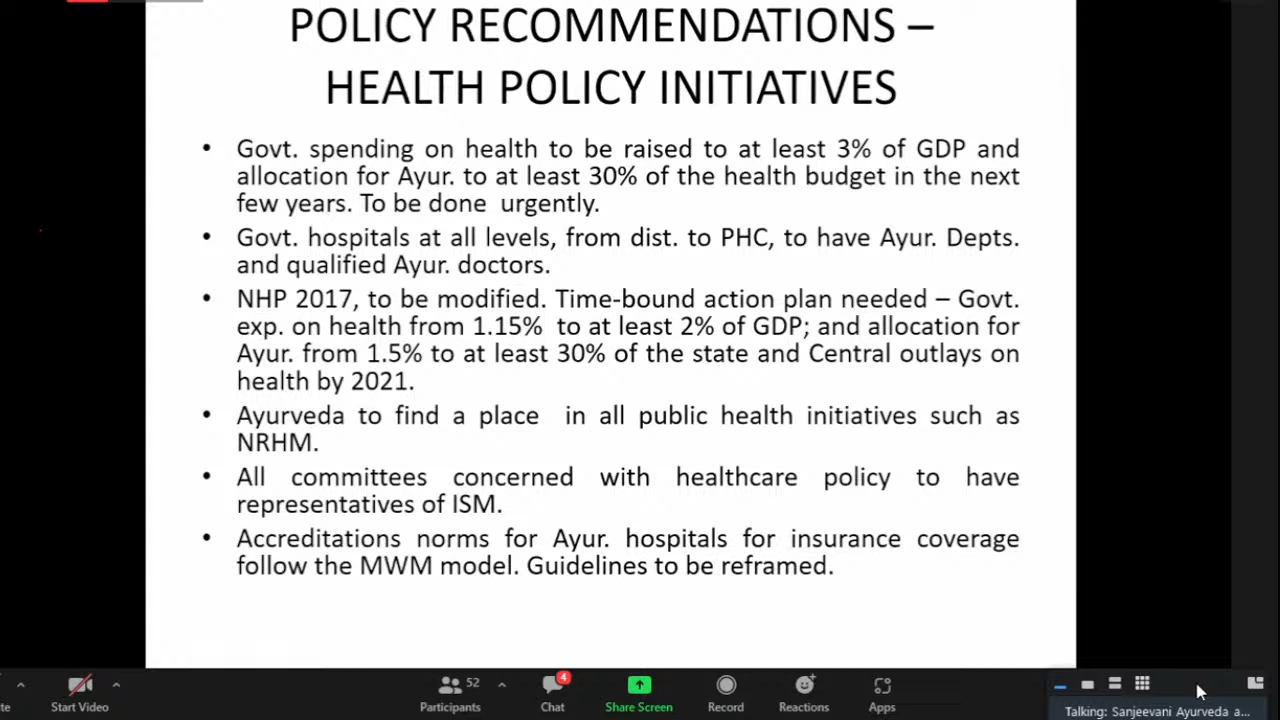 POLICY RECOMMENDATIONS –
HEALTH POLICY INITIATIVES
• Govt. spending on health to be raised to at least 3% of GDP and
allocation for Ayur. to at least 30% of the health budget in the next
few years. To be done urgently.
• Govt. hospitals at all levels, from dist. to PHC, to have Ayur. Depts.
and qualified Ayur. doctors.
• NHP 2017, to be modified. Time-bound action plan needed – Govt.
exp. on health from 1.15% to at least 2% of GDP; and allocation for
Ayur. from 1.5% to at least 30% of the state and Central outlays on
health by 2021.
• Ayurveda to find a place in all public health initiatives such as
NRHM.
• All committees concerned with healthcare policy to have
representatives of ISM.
• Accreditations norms for Ayur. hospitals for insurance coverage
follow the MWM model. Guidelines to be reframed.
52
4
te
Start Video
Participants
Chat
Share Screen
Record
Reactions
Apps
Talking: Sanjeevani Ayurveda a...